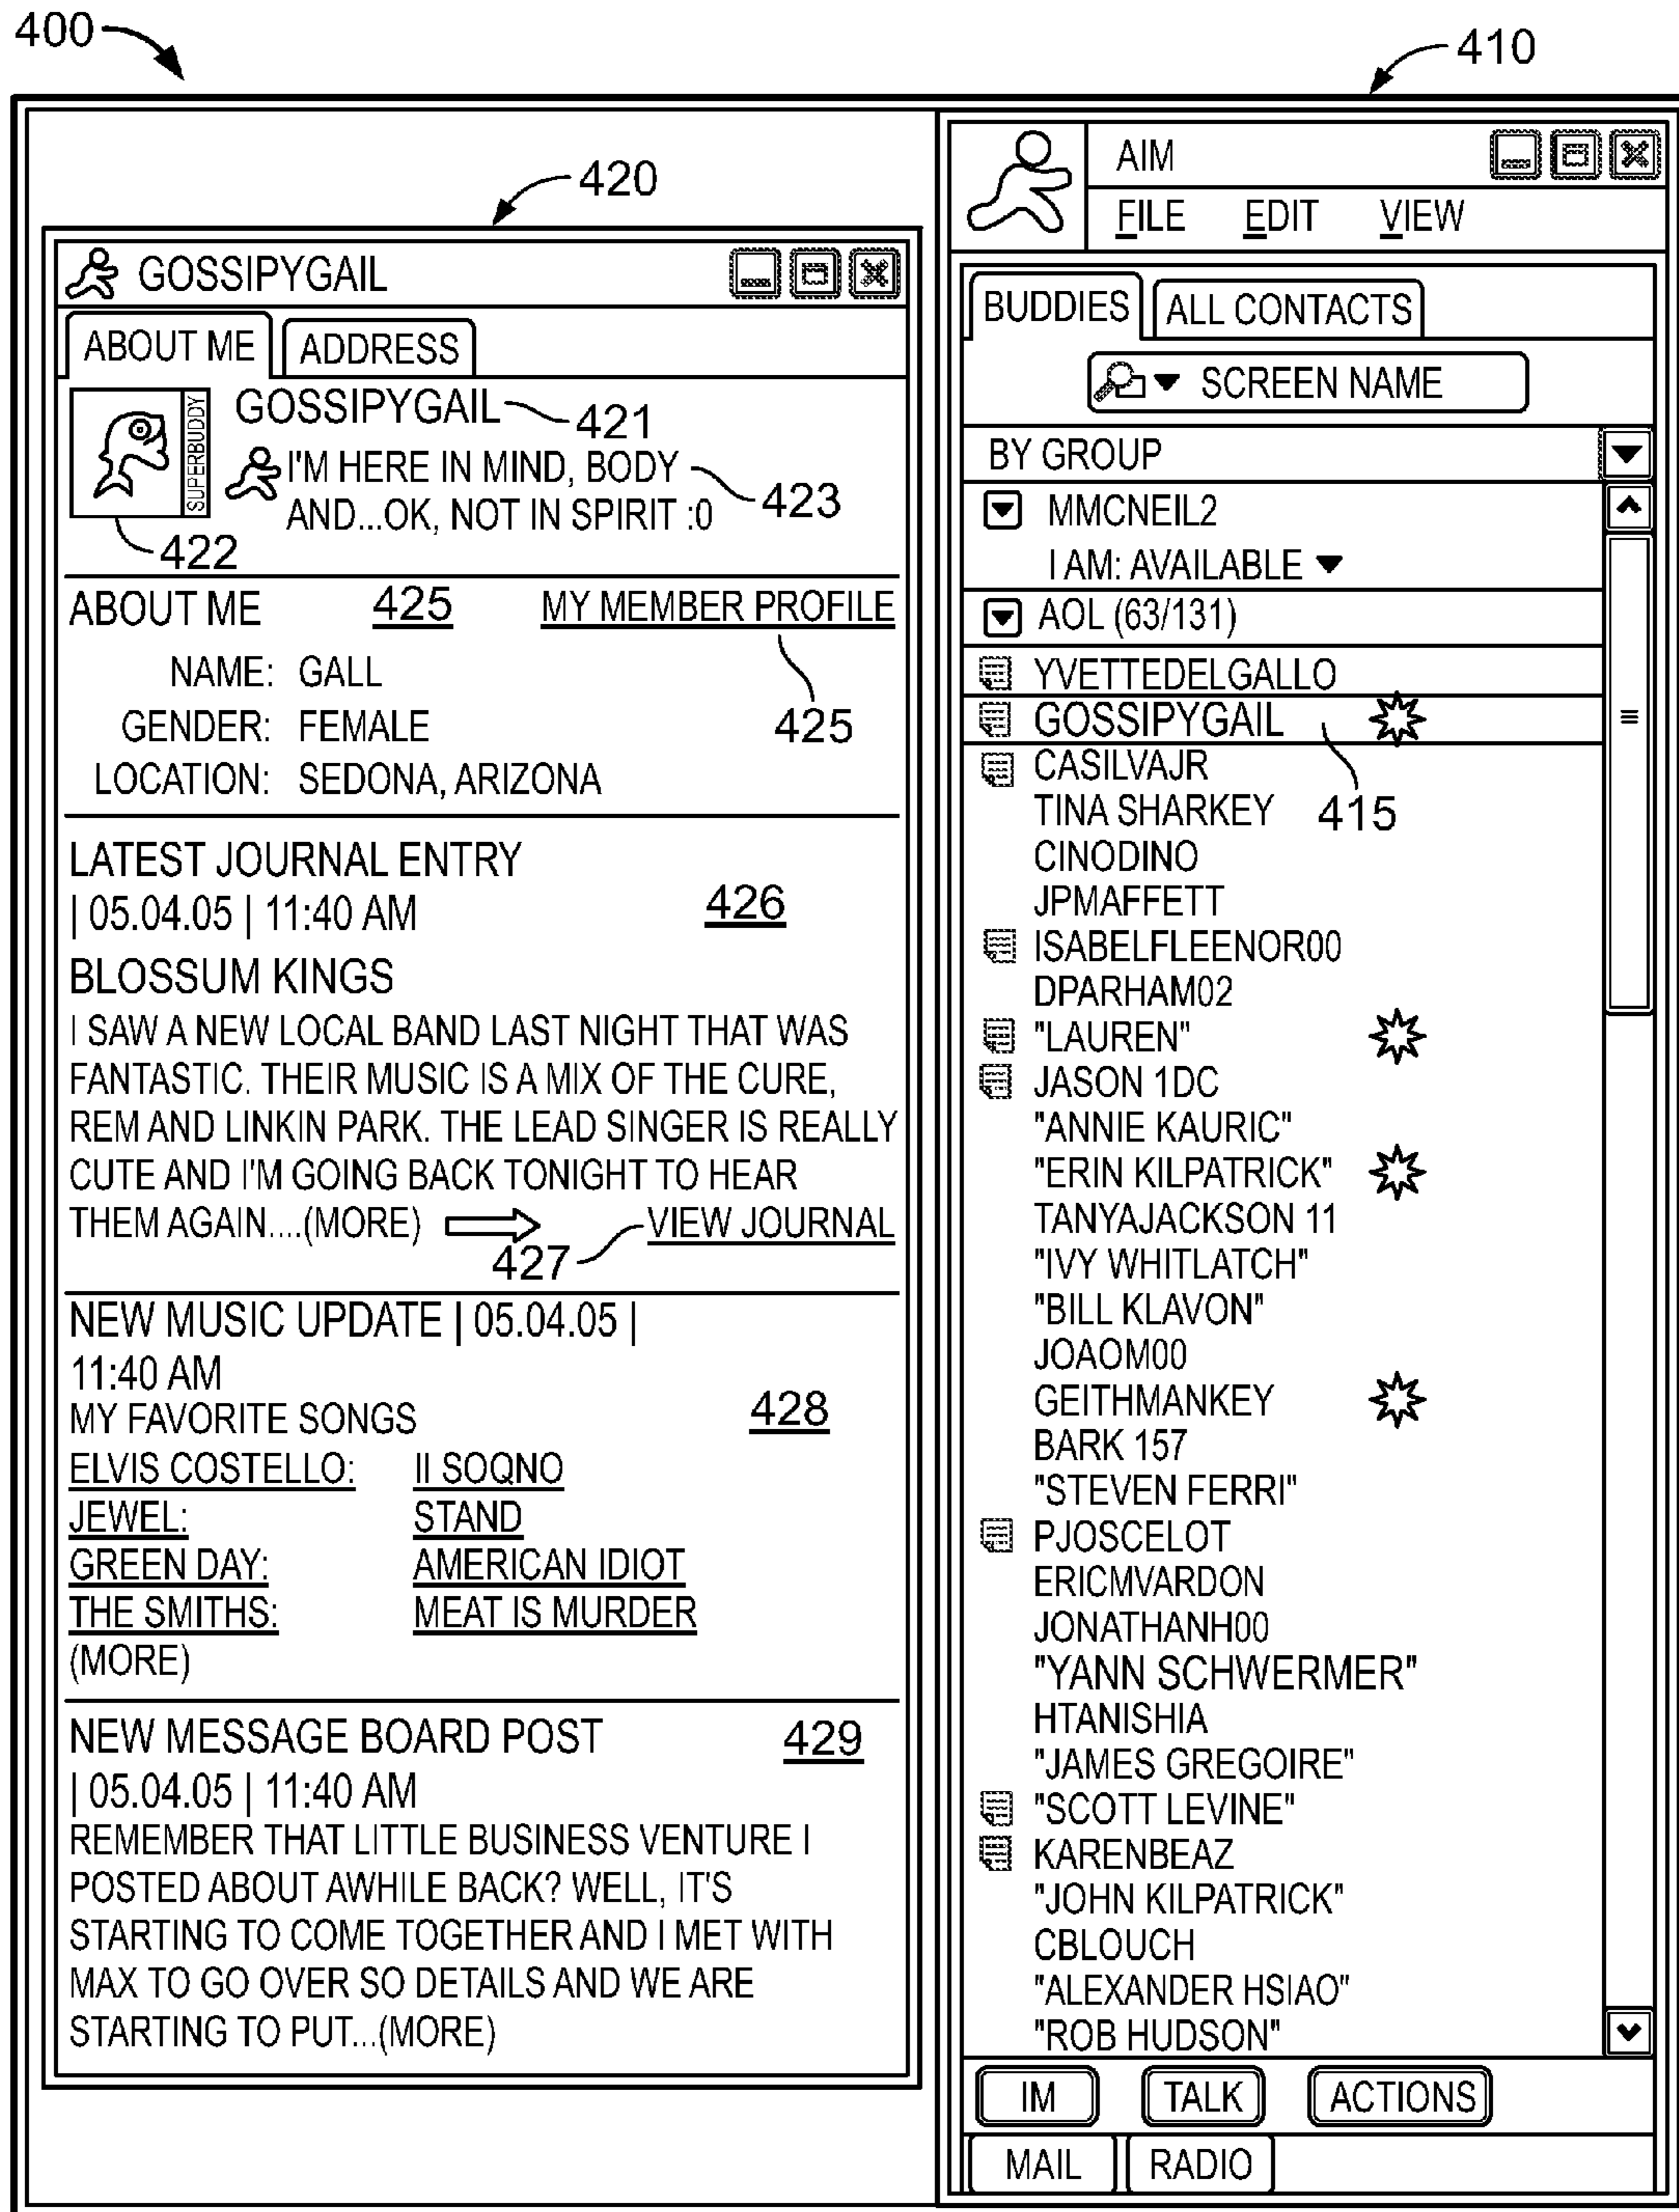 400
410
420
GOSSIPYGAIL
ABOUT ME ADDRESS
SUPERBUDDY
GOSSIPYGAIL 421
I'M HERE IN MIND, BODY
AND...OK, NOT IN SPIRIT :0 423
422
ABOUT ME 425 MY MEMBER PROFILE
NAME: GALL
GENDER: FEMALE 425
LOCATION: SEDONA, ARIZONA
LATEST JOURNAL ENTRY
| 05.04.05 | 11:40 AM 426
BLOSSUM KINGS
I SAW A NEW LOCAL BAND LAST NIGHT THAT WAS
FANTASTIC. THEIR MUSIC IS A MIX OF THE CURE,
REM AND LINKIN PARK. THE LEAD SINGER IS REALLY
CUTE AND I'M GOING BACK TONIGHT TO HEAR
THEM AGAIN....(MORE) VIEW JOURNAL
427
NEW MUSIC UPDATE | 05.04.05 |
11:40 AM
MY FAVORITE SONGS 428
ELVIS COSTELLO: II SOQNO
JEWEL: STAND
GREEN DAY: AMERICAN IDIOT
THE SMITHS: MEAT IS MURDER
(MORE)
NEW MESSAGE BOARD POST 429
| 05.04.05 | 11:40 AM
REMEMBER THAT LITTLE BUSINESS VENTURE I
POSTED ABOUT AWHILE BACK? WELL, IT'S
STARTING TO COME TOGETHER AND I MET WITH
MAX TO GO OVER SO DETAILS AND WE ARE
STARTING TO PUT...(MORE)
AIM
FILE EDIT VIEW
BUDDIES ALL CONTACTS
SCREEN NAME
BY GROUP
MMCNEIL2
I AM: AVAILABLE
AOL (63/131)
YVETTEDELGALLO
GOSSIPYGAIL
CASILVAJR
TINA SHARKEY 415
CINODINO
JPMAFFETT
ISABELFLEENOR00
DPARHAM02
"LAUREN"
JASON 1DC
"ANNIE KAURIC"
"ERIN KILPATRICK"
TANYAJACKSON 11
"IVY WHITLATCH"
"BILL KLAVON"
JOAOM00
GEITHMANKEY
BARK 157
"STEVEN FERRI"
PJOSCELOT
ERICMVARDON
JONATHANH00
"YANN SCHWERMER"
HTANISHIA
"JAMES GREGOIRE"
"SCOTT LEVINE"
KARENBEAZ
"JOHN KILPATRICK"
CBLOUCH
"ALEXANDER HSIAO"
"ROB HUDSON"
IM TALK ACTIONS
MAIL RADIO